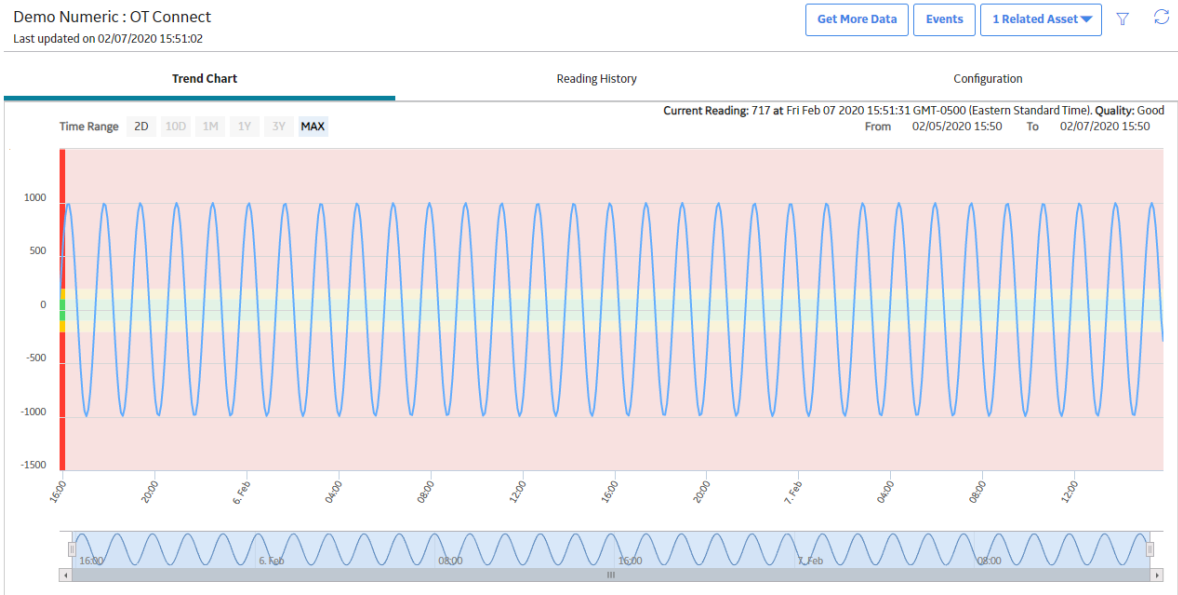 Demo Numeric : OT Connect
Get More Data Events 1 Related Asset
Last updated on 02/07/2020 15:51:02
Trend Chart Reading History Configuration
Current Reading: 717 at Fri Feb 07 2020 15:51:31 GMT-0500 (Eastern Standard Time). Quality: Good
Time Range 2D 10D 1M 1Y 3Y MAX From 02/05/2020 15:50 To 02/07/2020 15:50
1000
500
0
-500
-1000
-1500
16:00 20:00 6. Feb 04:00 08:00 12:00 16:00 20:00 7. Feb 04:00 08:00 12:00
16:00 6. Feb 08:00 16:00 7. Feb 08:00